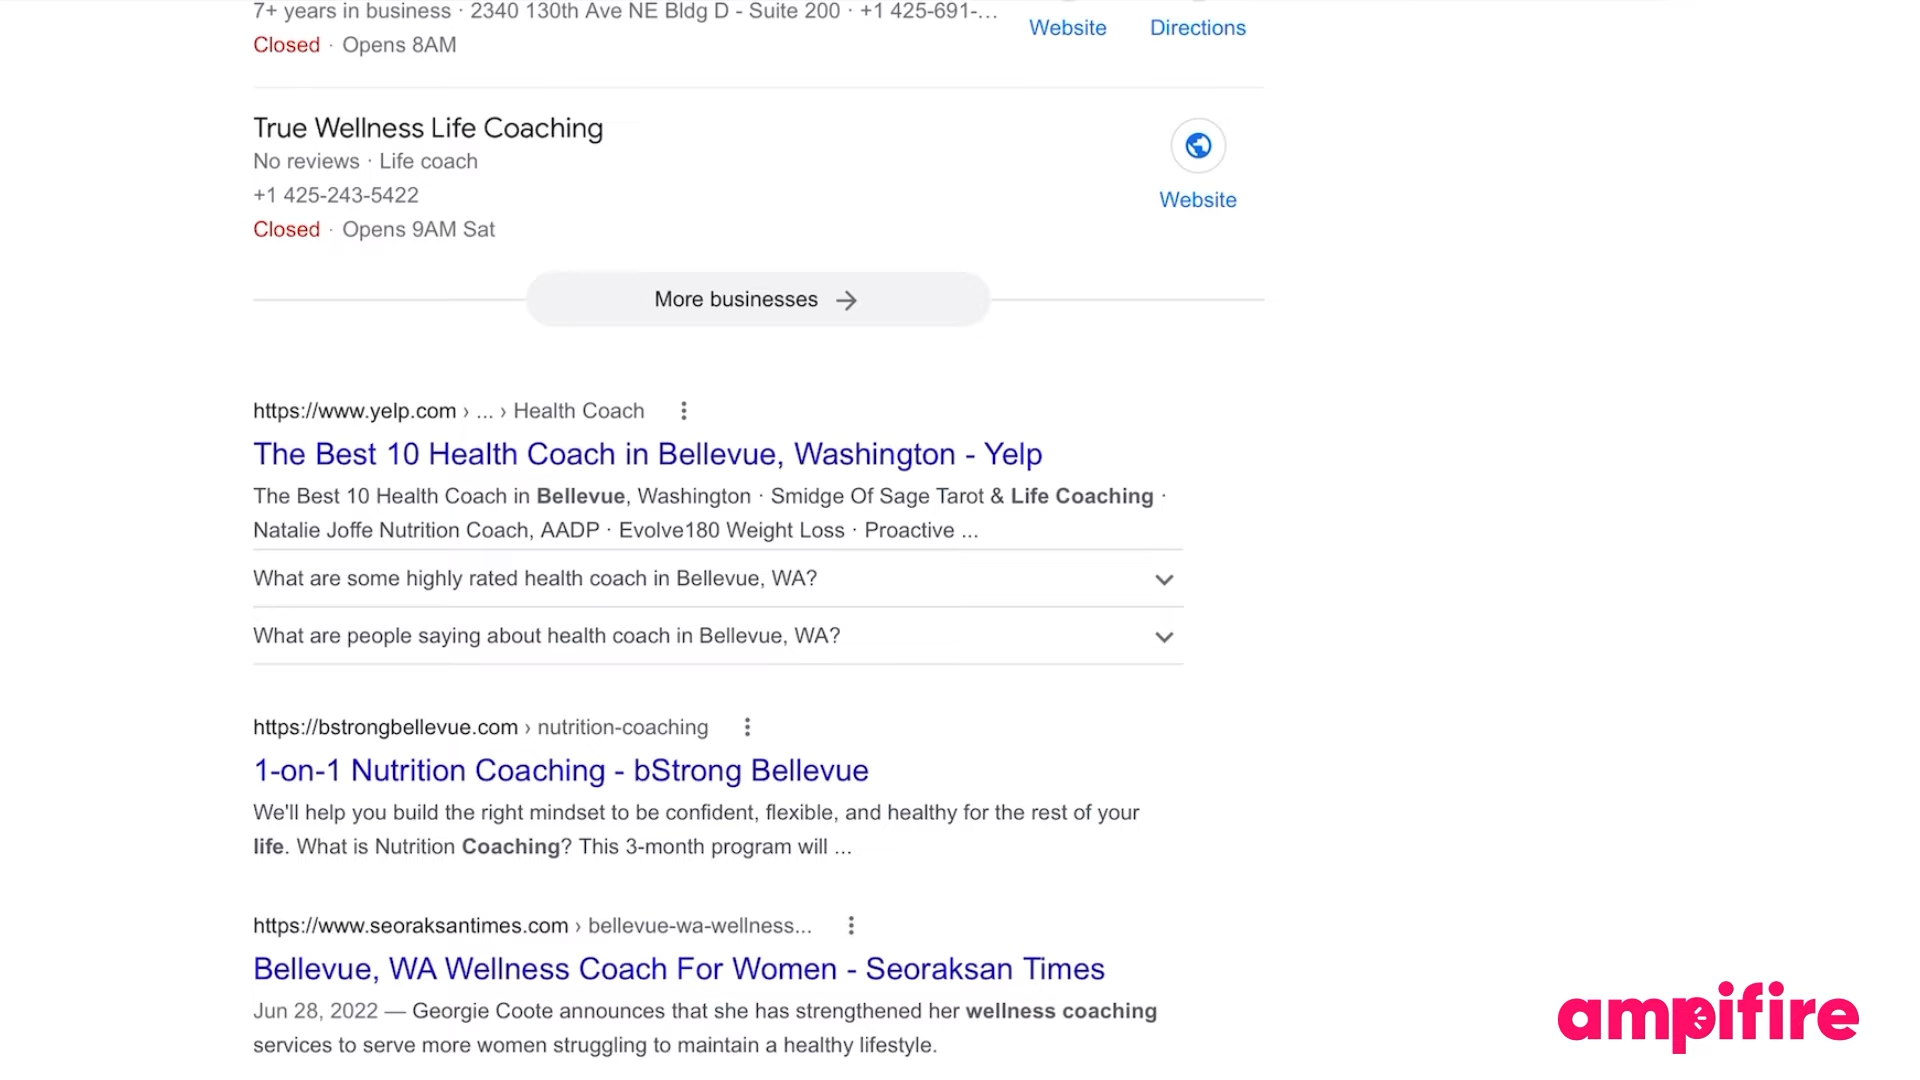 7+ years in business · 2340 130th Ave NE Bldg D - Suite 200 · +1 425-691-...
Closed · Opens 8AM
Website
Directions
True Wellness Life Coaching
No reviews · Life coach
+1 425-243-5422
Closed · Opens 9AM Sat
Website
More businesses →
https://www.yelp.com › ... › Health Coach
The Best 10 Health Coach in Bellevue, Washington - Yelp
The Best 10 Health Coach in Bellevue, Washington · Smidge Of Sage Tarot & Life Coaching ·
Natalie Joffe Nutrition Coach, AADP · Evolve180 Weight Loss · Proactive ...
What are some highly rated health coach in Bellevue, WA?
What are people saying about health coach in Bellevue, WA?
https://bstrongbellevue.com › nutrition-coaching
1-on-1 Nutrition Coaching - bStrong Bellevue
We'll help you build the right mindset to be confident, flexible, and healthy for the rest of your
life. What is Nutrition Coaching? This 3-month program will ...
https://www.seoraksantimes.com › bellevue-wa-wellness...
Bellevue, WA Wellness Coach For Women - Seoraksan Times
Jun 28, 2022 — Georgie Coote announces that she has strengthened her wellness coaching
services to serve more women struggling to maintain a healthy lifestyle.
ampifire